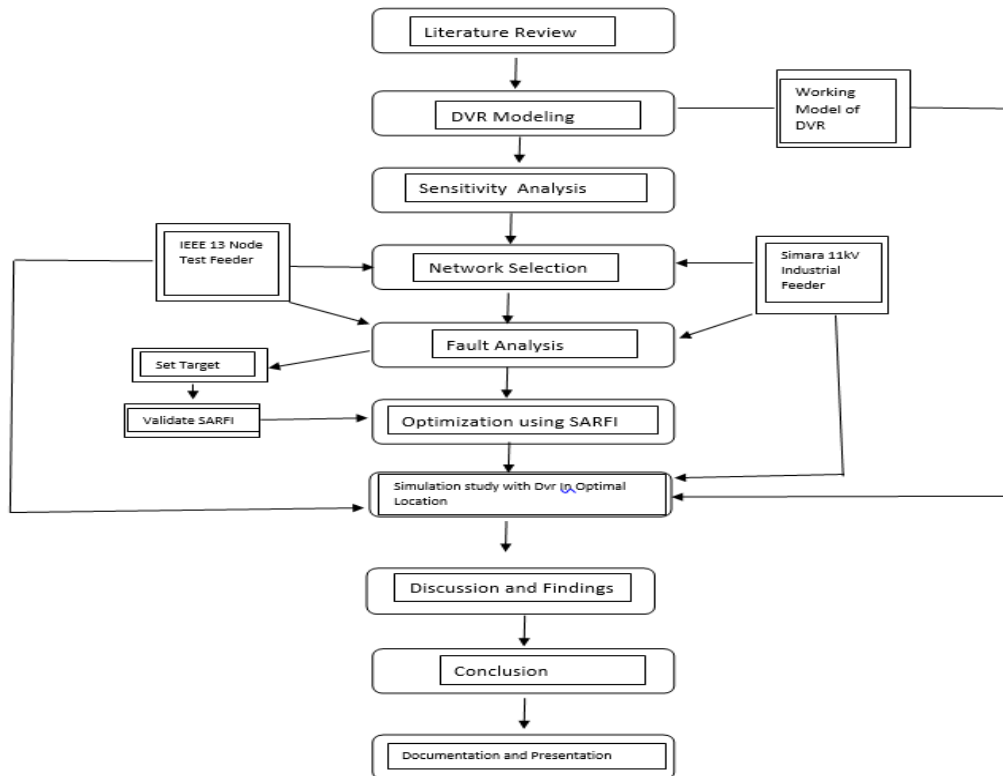 Literature Review
DVR Modeling
Working
Model of
DVR
Sensitivity Analysis
IEEE 13 Node
Test Feeder
Network Selection
Simara 11kV
Industrial
Feeder
Fault Analysis
Set Target
Validate SARFI
Optimization using SARFI
Simulation study with Dvr In Optimal
Location
Discussion and Findings
Conclusion
Documentation and Presentation